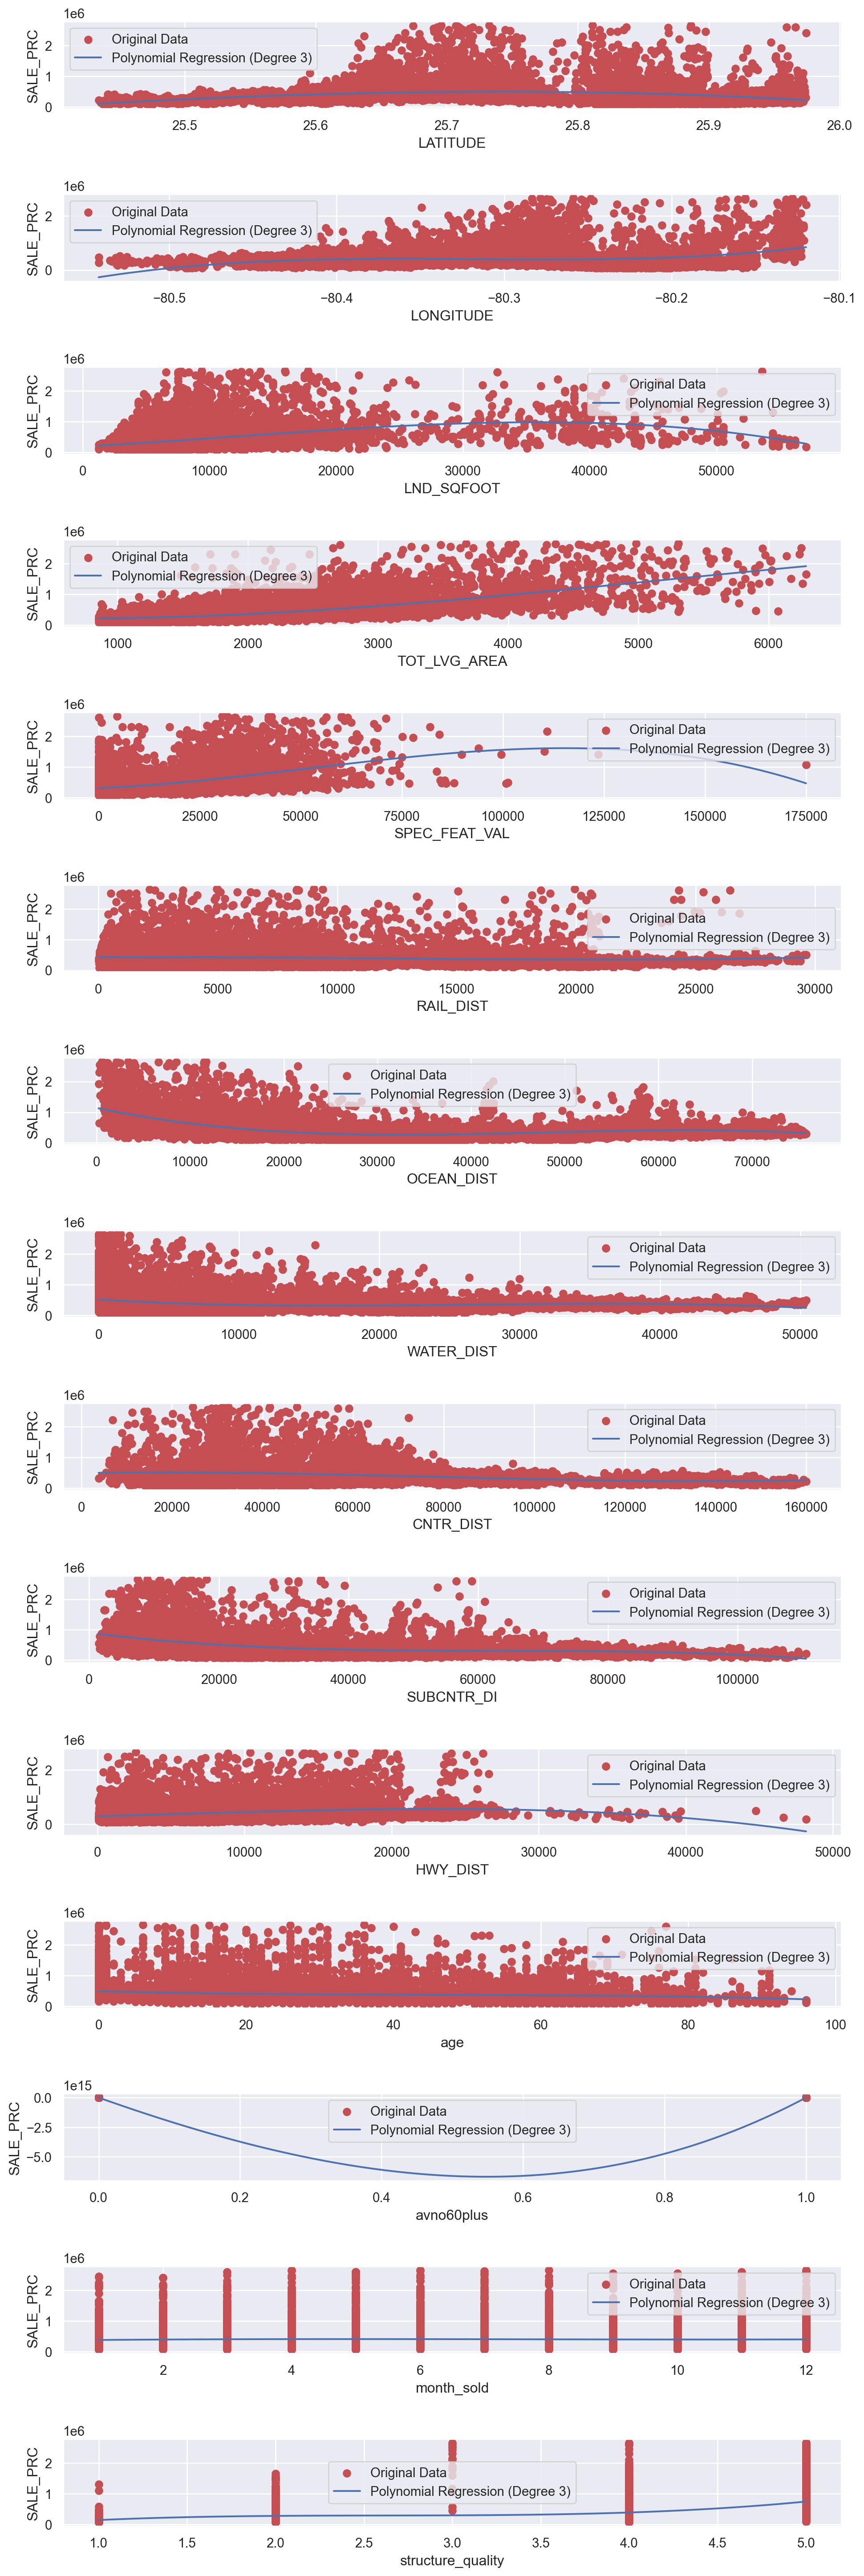 1e6
Original Data
Polynomial Regression (Degree 3)
SALE_PRC
2
1
0
25.5 25.6 25.7 25.8 25.9 26.0
LATITUDE
1e6
Original Data
Polynomial Regression (Degree 3)
SALE_PRC
2
0
−80.5 −80.4 −80.3 −80.2 −80.1
LONGITUDE
1e6
Original Data
Polynomial Regression (Degree 3)
SALE_PRC
2
1
0
0 10000 20000 30000 40000 50000
LND_SQFOOT
1e6
Original Data
Polynomial Regression (Degree 3)
SALE_PRC
2
1
0
1000 2000 3000 4000 5000 6000
TOT_LVG_AREA
1e6
Original Data
Polynomial Regression (Degree 3)
SALE_PRC
2
1
0
0 25000 50000 75000 100000 125000 150000 175000
SPEC_FEAT_VAL
1e6
Original Data
Polynomial Regression (Degree 3)
SALE_PRC
2
1
0
0 5000 10000 15000 20000 25000 30000
RAIL_DIST
1e6
Original Data
Polynomial Regression (Degree 3)
SALE_PRC
2
1
0
0 10000 20000 30000 40000 50000 60000 70000
OCEAN_DIST
1e6
Original Data
Polynomial Regression (Degree 3)
SALE_PRC
2
1
0
0 10000 20000 30000 40000 50000
WATER_DIST
1e6
Original Data
Polynomial Regression (Degree 3)
SALE_PRC
2
1
0
0 20000 40000 60000 80000 100000 120000 140000 160000
CNTR_DIST
1e6
Original Data
Polynomial Regression (Degree 3)
SALE_PRC
2
1
0
0 20000 40000 60000 80000 100000
SUBCNTR_DI
1e6
Original Data
Polynomial Regression (Degree 3)
SALE_PRC
2
1
0
0 10000 20000 30000 40000 50000
HWY_DIST
1e6
Original Data
Polynomial Regression (Degree 3)
SALE_PRC
2
1
0
0 20 40 60 80 100
age
1e15
Original Data
Polynomial Regression (Degree 3)
SALE_PRC
0.0
−2.5
−5.0
0.0 0.2 0.4 0.6 0.8 1.0
avno60plus
1e6
Original Data
Polynomial Regression (Degree 3)
SALE_PRC
2
1
0
2 4 6 8 10 12
month_sold
1e6
Original Data
Polynomial Regression (Degree 3)
SALE_PRC
2
1
0
1.0 1.5 2.0 2.5 3.0 3.5 4.0 4.5 5.0
structure_quality